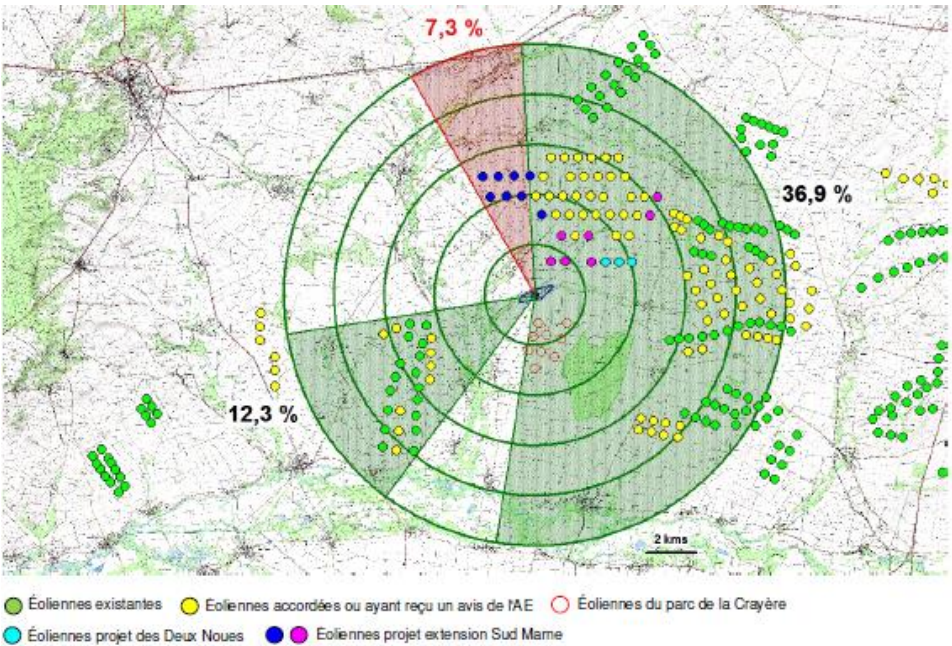 7,3 %
36,9 %
12,3 %
2 kms
Éoliennes existantes
Éoliennes accordées ou ayant reçu un avis de l'AE
Éoliennes du parc de la Crayère
Éoliennes projet des Deux Noues
Éoliennes projet extension Sud Marne